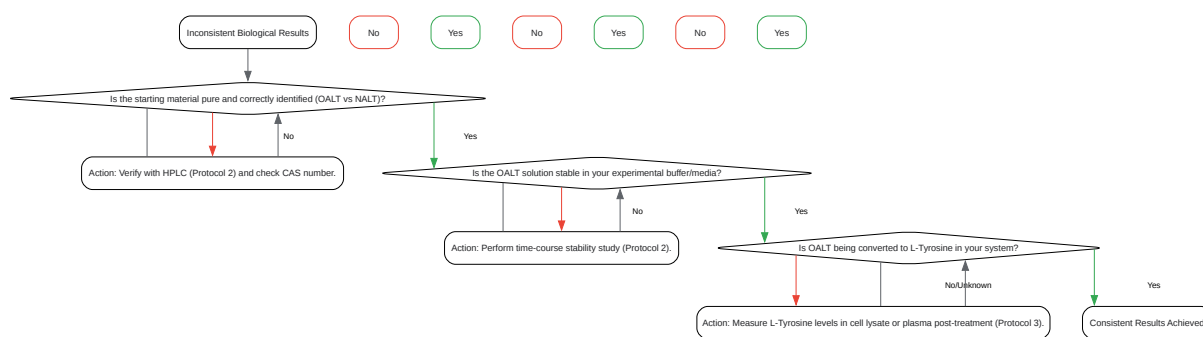 Inconsistent Biological Results
No
Yes
No
Yes
No
Yes
Is the starting material pure and correctly identified (OALT vs NALT)?
No
Yes
Action: Verify with HPLC (Protocol 2) and check CAS number.
Is the OALT solution stable in your experimental buffer/media?
No
Yes
Action: Perform time-course stability study (Protocol 2).
Is OALT being converted to L-Tyrosine in your system?
No/Unknown
Yes
Action: Measure L-Tyrosine levels in cell lysate or plasma post-treatment (Protocol 3).
Consistent Results Achieved